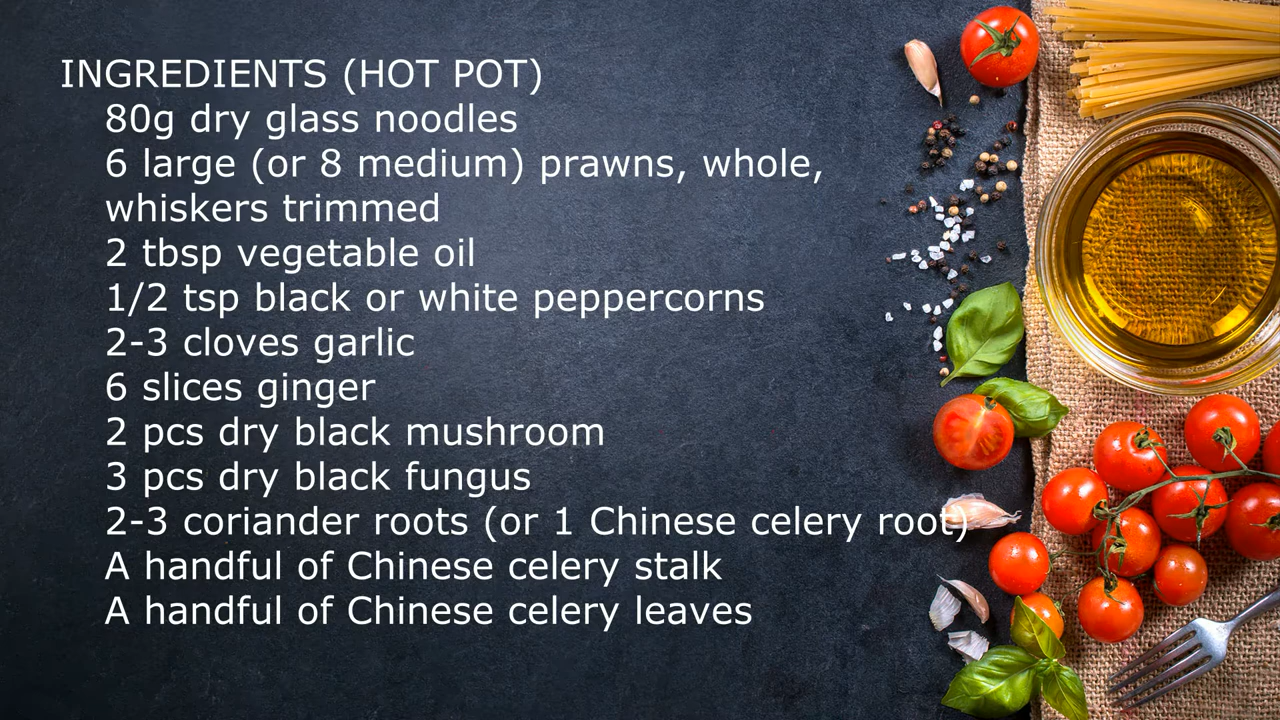 INGREDIENTS (HOT POT)
80g dry glass noodles
6 large (or 8 medium) prawns, whole,
whiskers trimmed
2 tbsp vegetable oil
1/2 tsp black or white peppercorns
2-3 cloves garlic
6 slices ginger
2 pcs dry black mushroom
3 pcs dry black fungus
2-3 coriander roots (or 1 Chinese celery root)
A handful of Chinese celery stalk
A handful of Chinese celery leaves